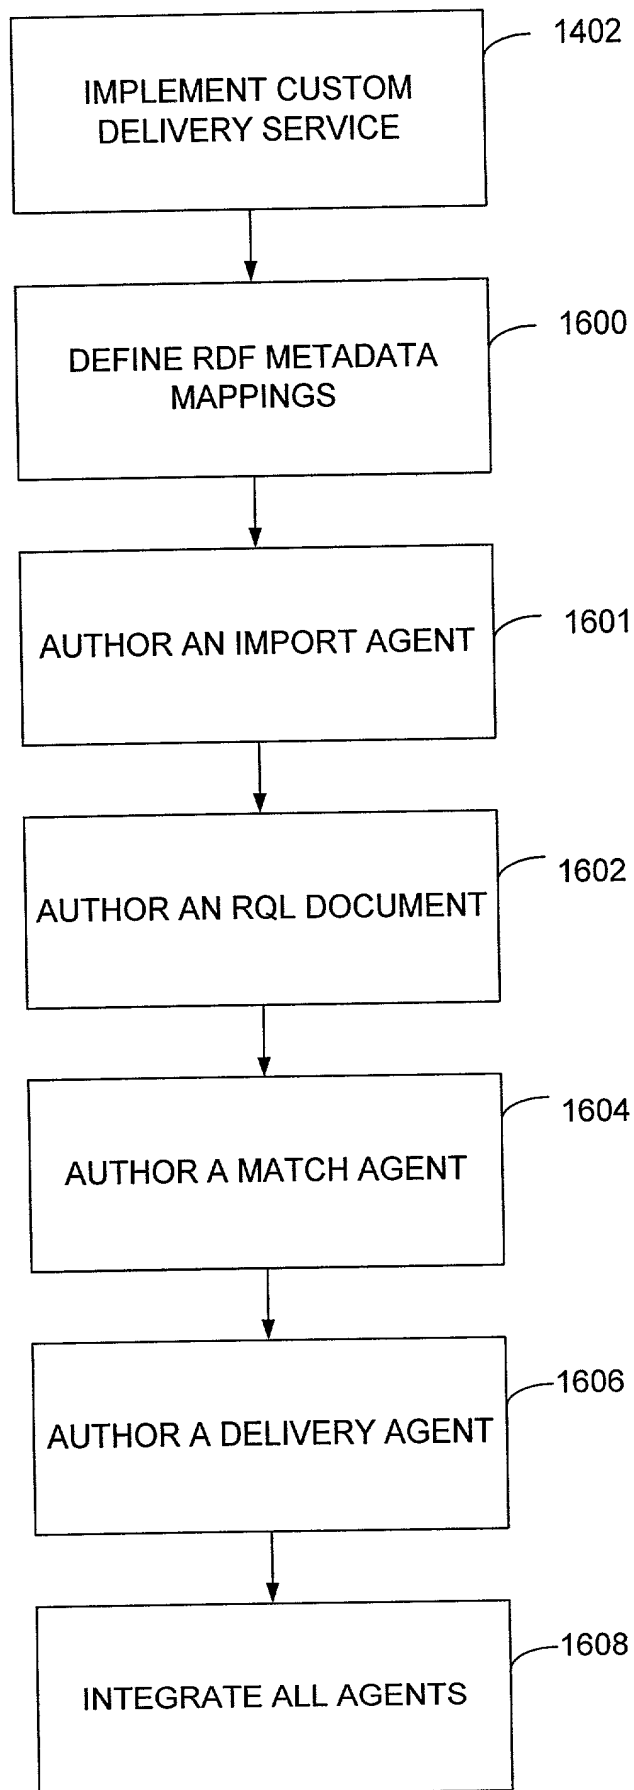 1402
IMPLEMENT CUSTOM
DELIVERY SERVICE
1600
DEFINE RDF METADATA
MAPPINGS
1601
AUTHOR AN IMPORT AGENT
1602
AUTHOR AN RQL DOCUMENT
1604
AUTHOR A MATCH AGENT
1606
AUTHOR A DELIVERY AGENT
1608
INTEGRATE ALL AGENTS